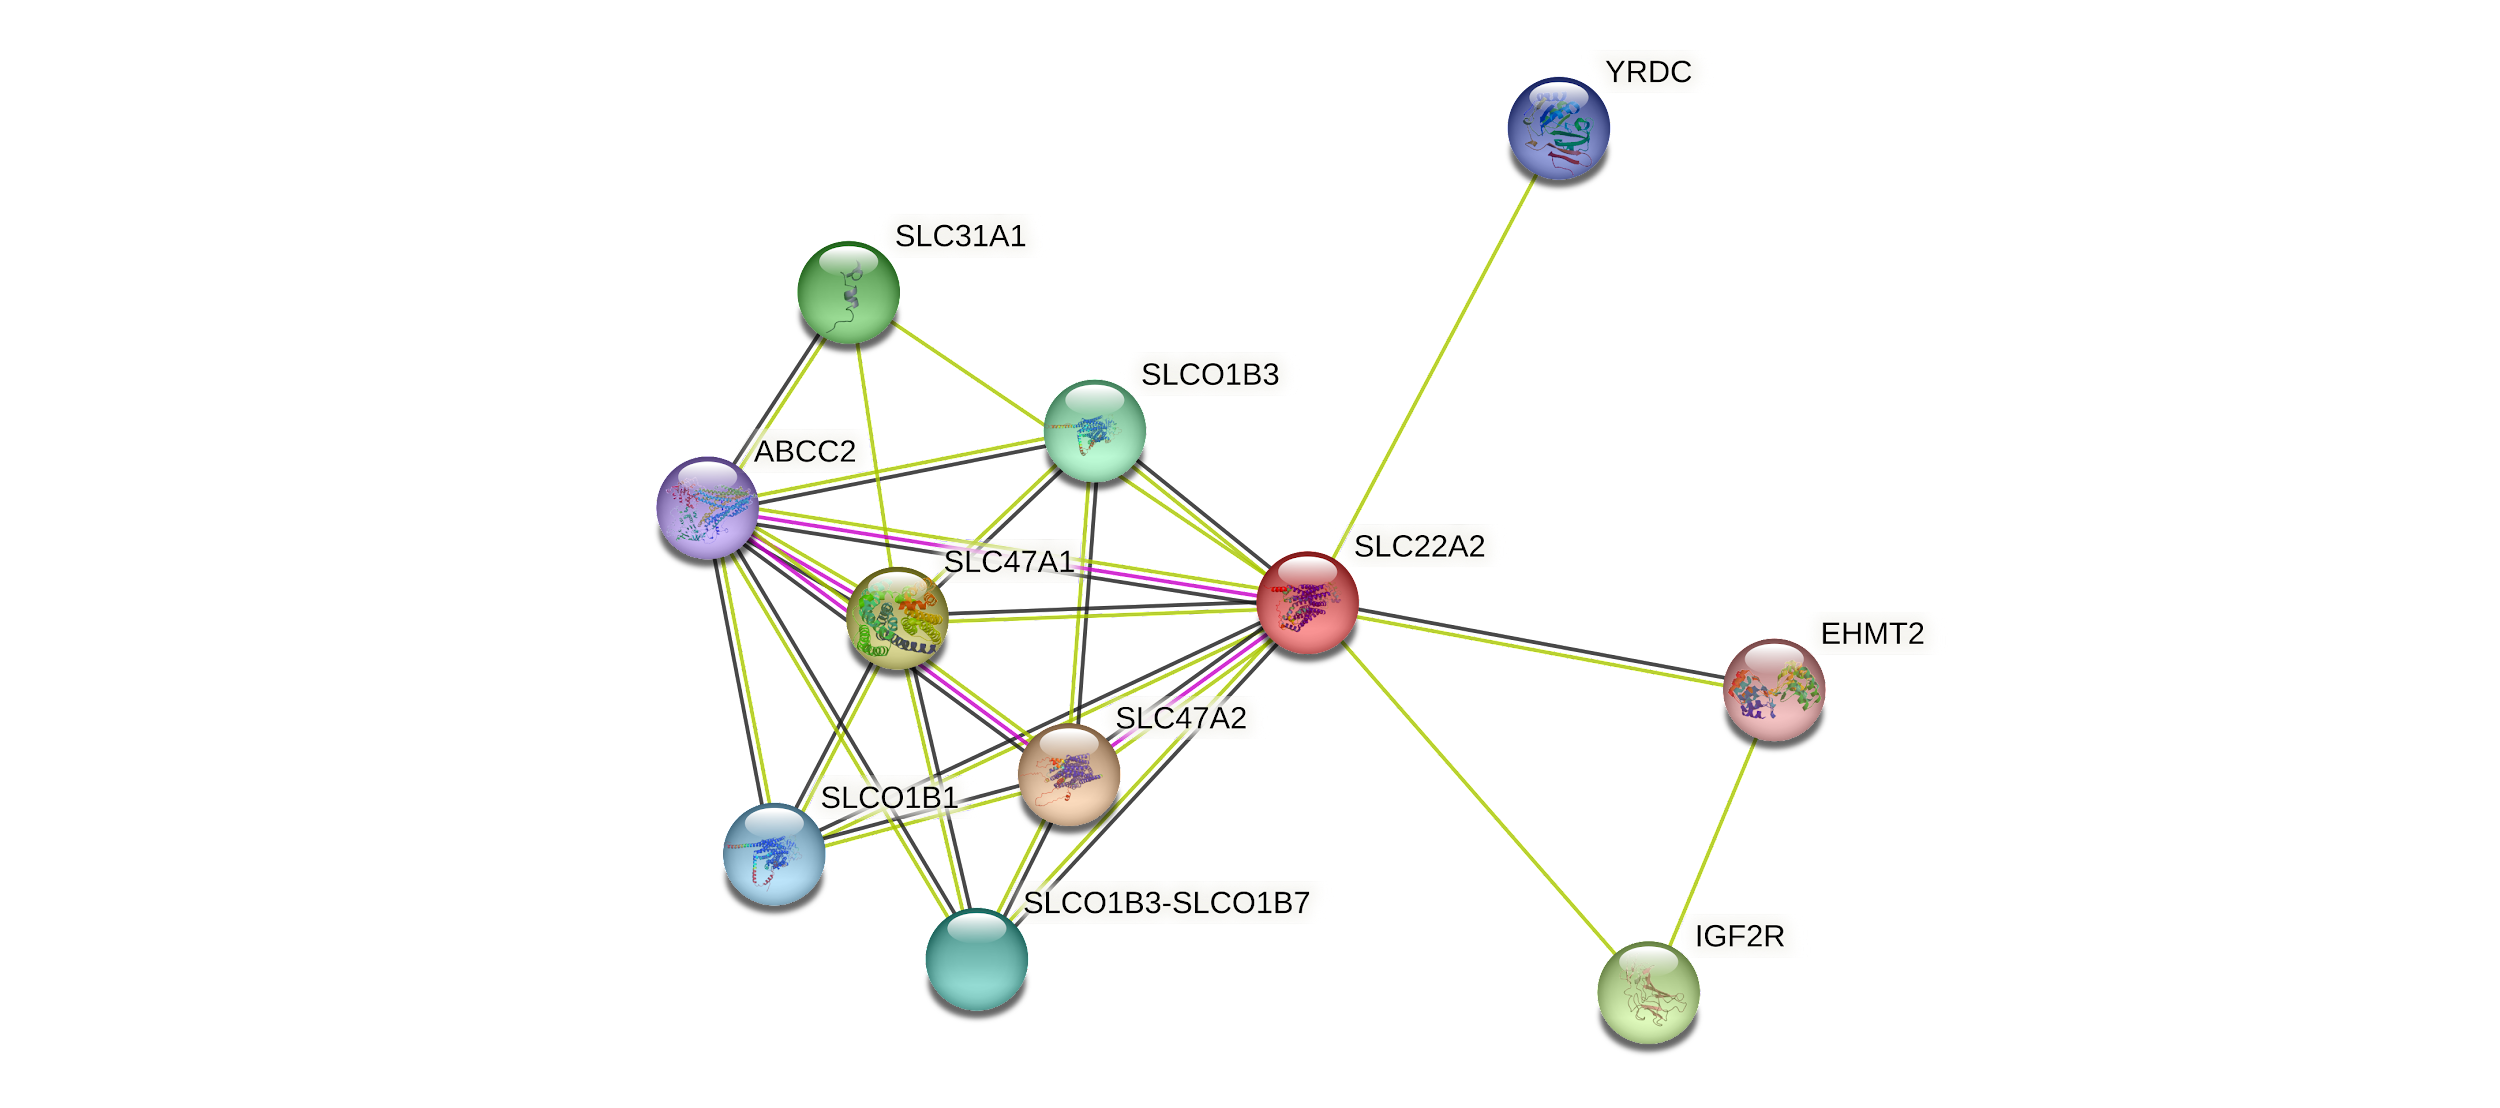 YRDC
SLC31A1
SLCO1B3
ABCC2
SLC22A2
SLC47A1
EHMT2
SLC47A2
SLCO1B1
SLCO1B3-SLCO1B7
IGF2R